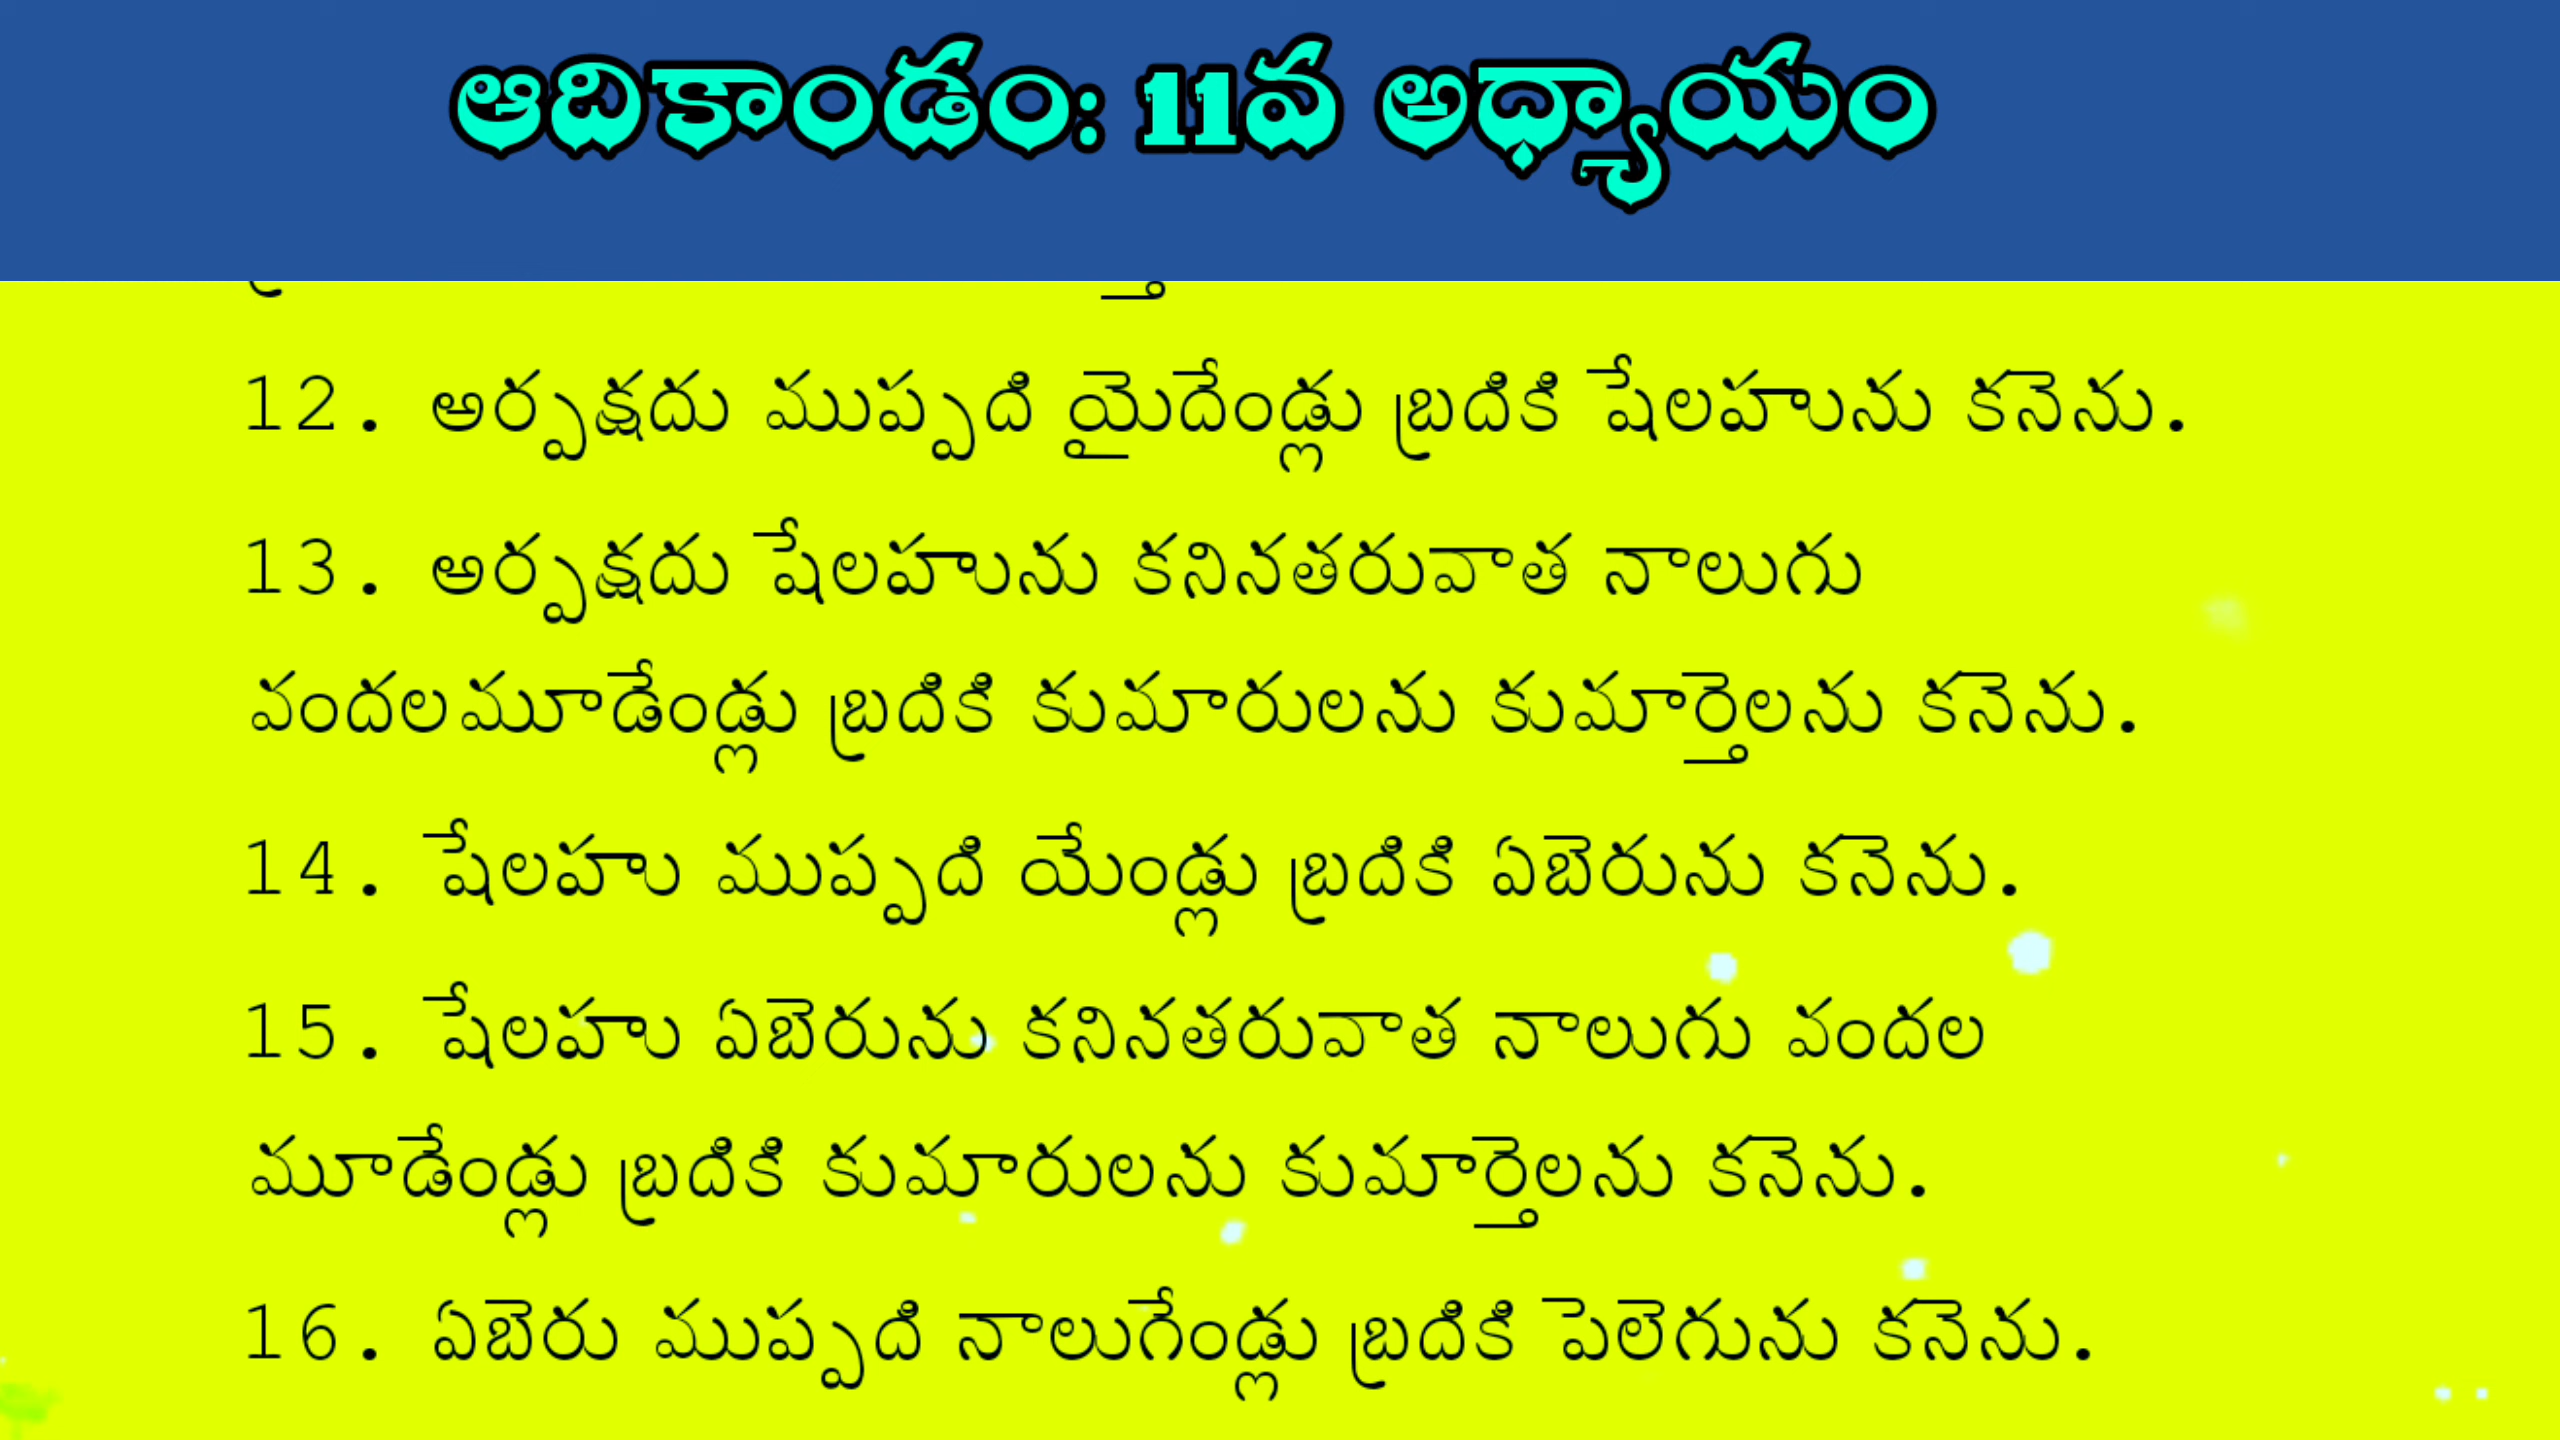 ఆదికాండం: 11వ అధ్యాయం
12. అర్పక్షదు ముప్పది యైదేండ్లు బ్రదికి షేలహును కనెను.
13. అర్పక్షదు షేలహును కనినతరువాత నాలుగు
వందలమూడేండ్లు బ్రదికి కుమారులను కుమార్తెలను కనెను.
14. షేలహు ముప్పది యేండ్లు బ్రదికి ఏబెరును కనెను.
15. షేలహు ఏబెరును కనినతరువాత నాలుగు వందల
మూడేండ్లు బ్రదికి కుమారులను కుమార్తెలను కనెను.
16. ఏబెరు ముప్పది నాలుగేండ్లు బ్రదికి పెలెగును కనెను.